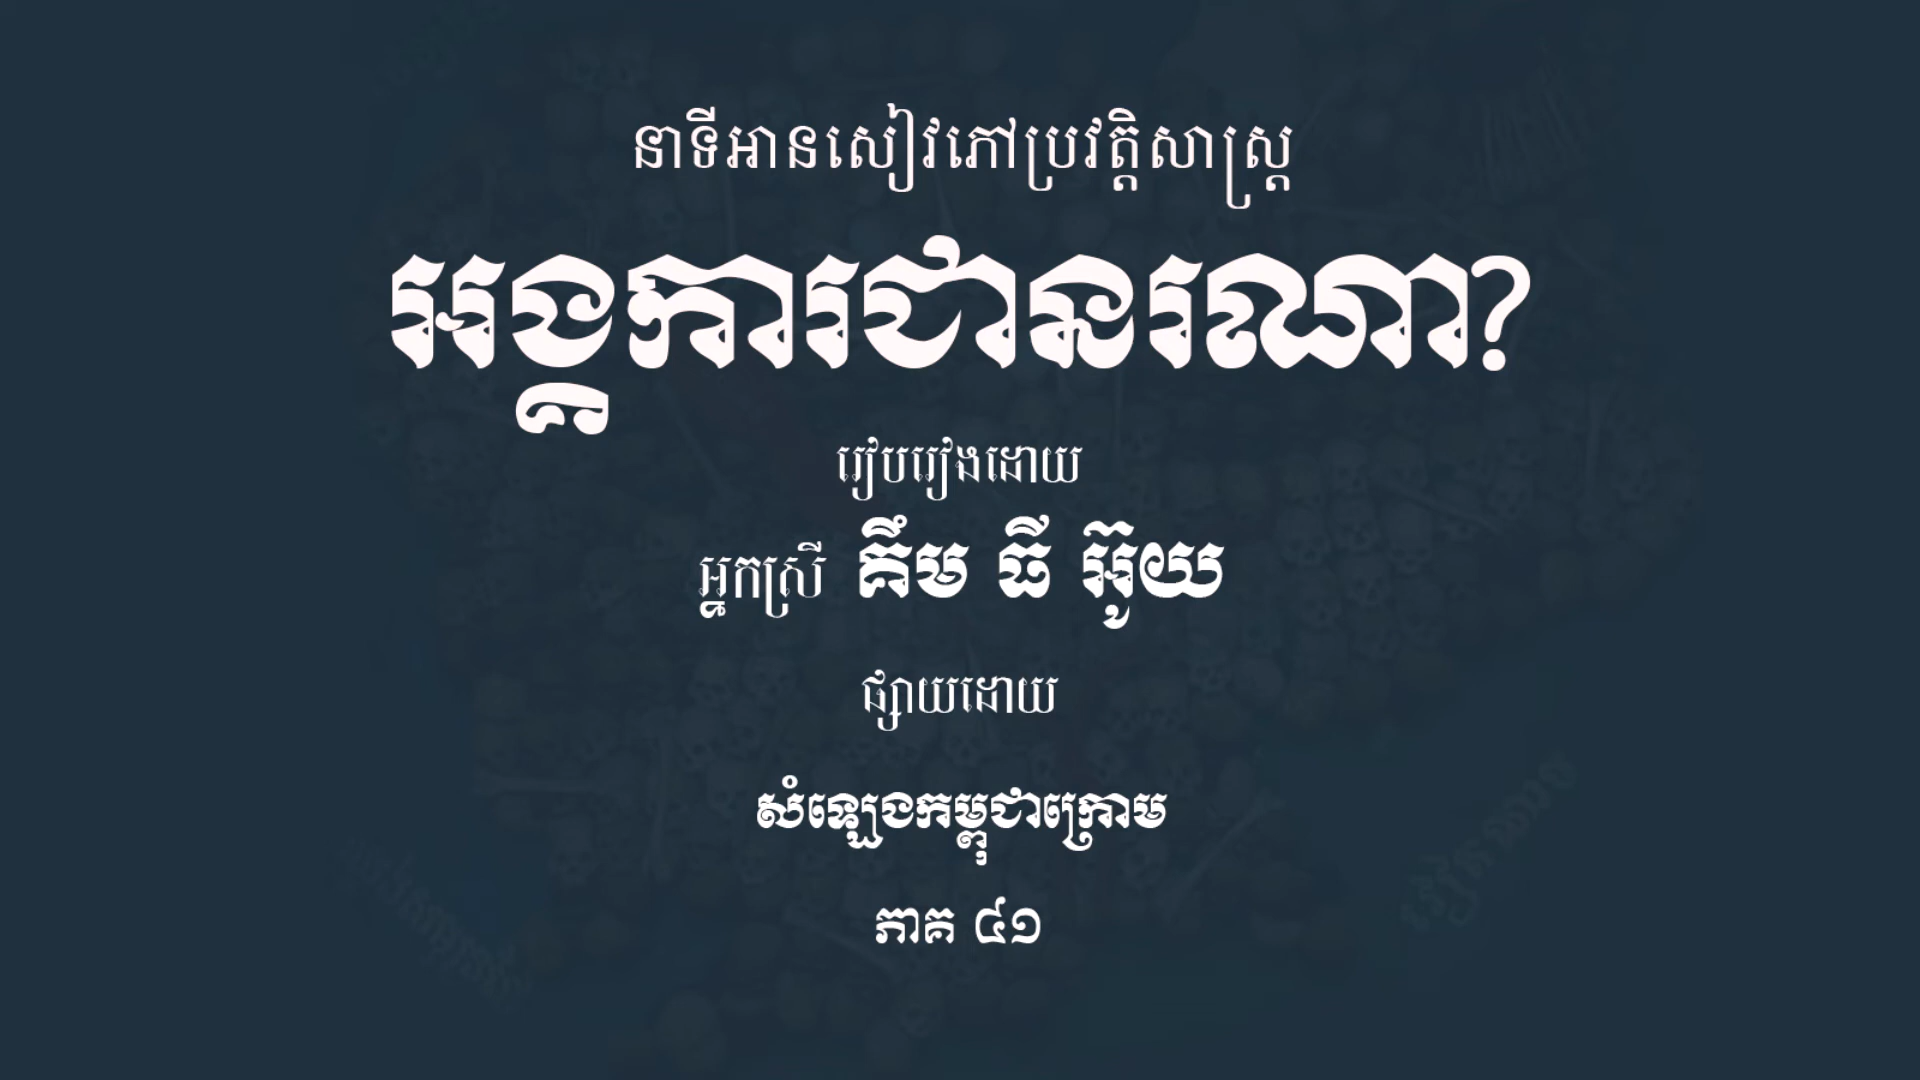 នាទីអានសៀវភៅប្រវត្តិសាស្ត្រ
អង្គការជានរណា?
រៀបរៀងដោយ
អ្នកស្រី គឹម ធី អ៊ូយ
ផ្សាយដោយ
សំឡេងកម្ពុជាក្រោម
ភាគ ៤១